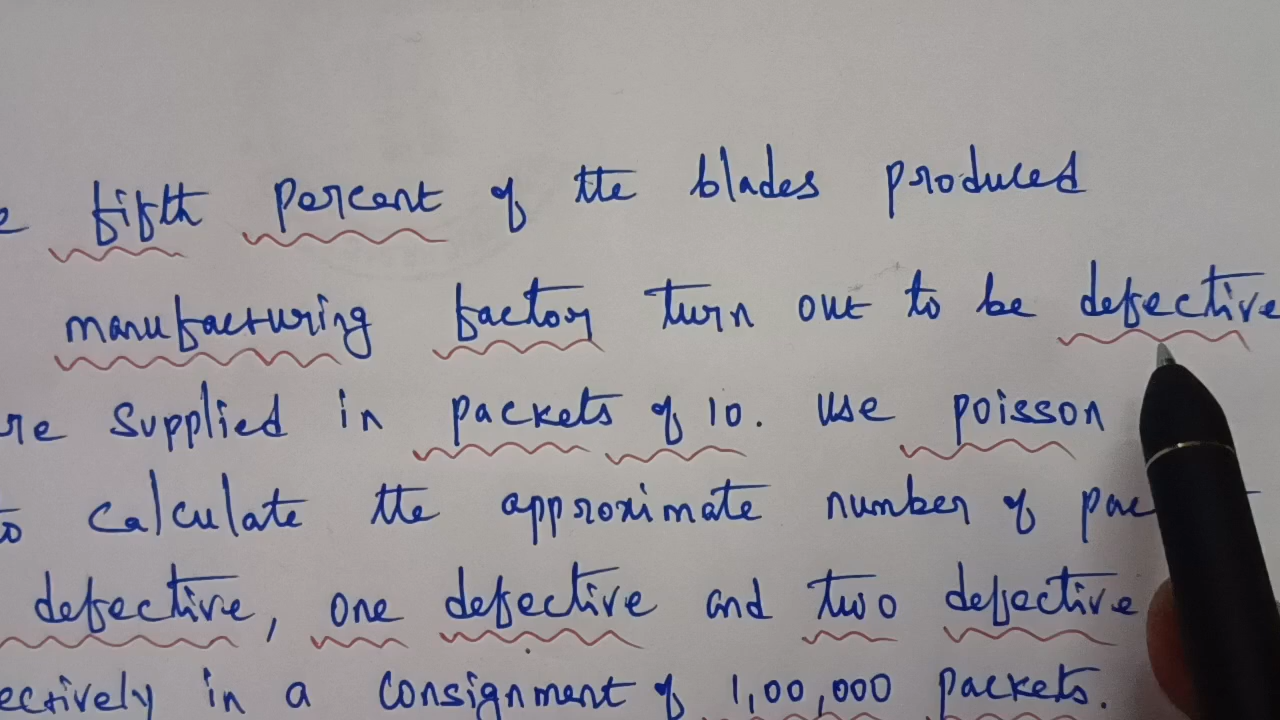 e fifth percent of the blades produced
manufacturing factory turn out to be defective
re supplied in packets of 10. use poisson
to calculate the approximate number of pac
defective, one defective and two defective
ectively in a consignment of 1,00,000 packets.